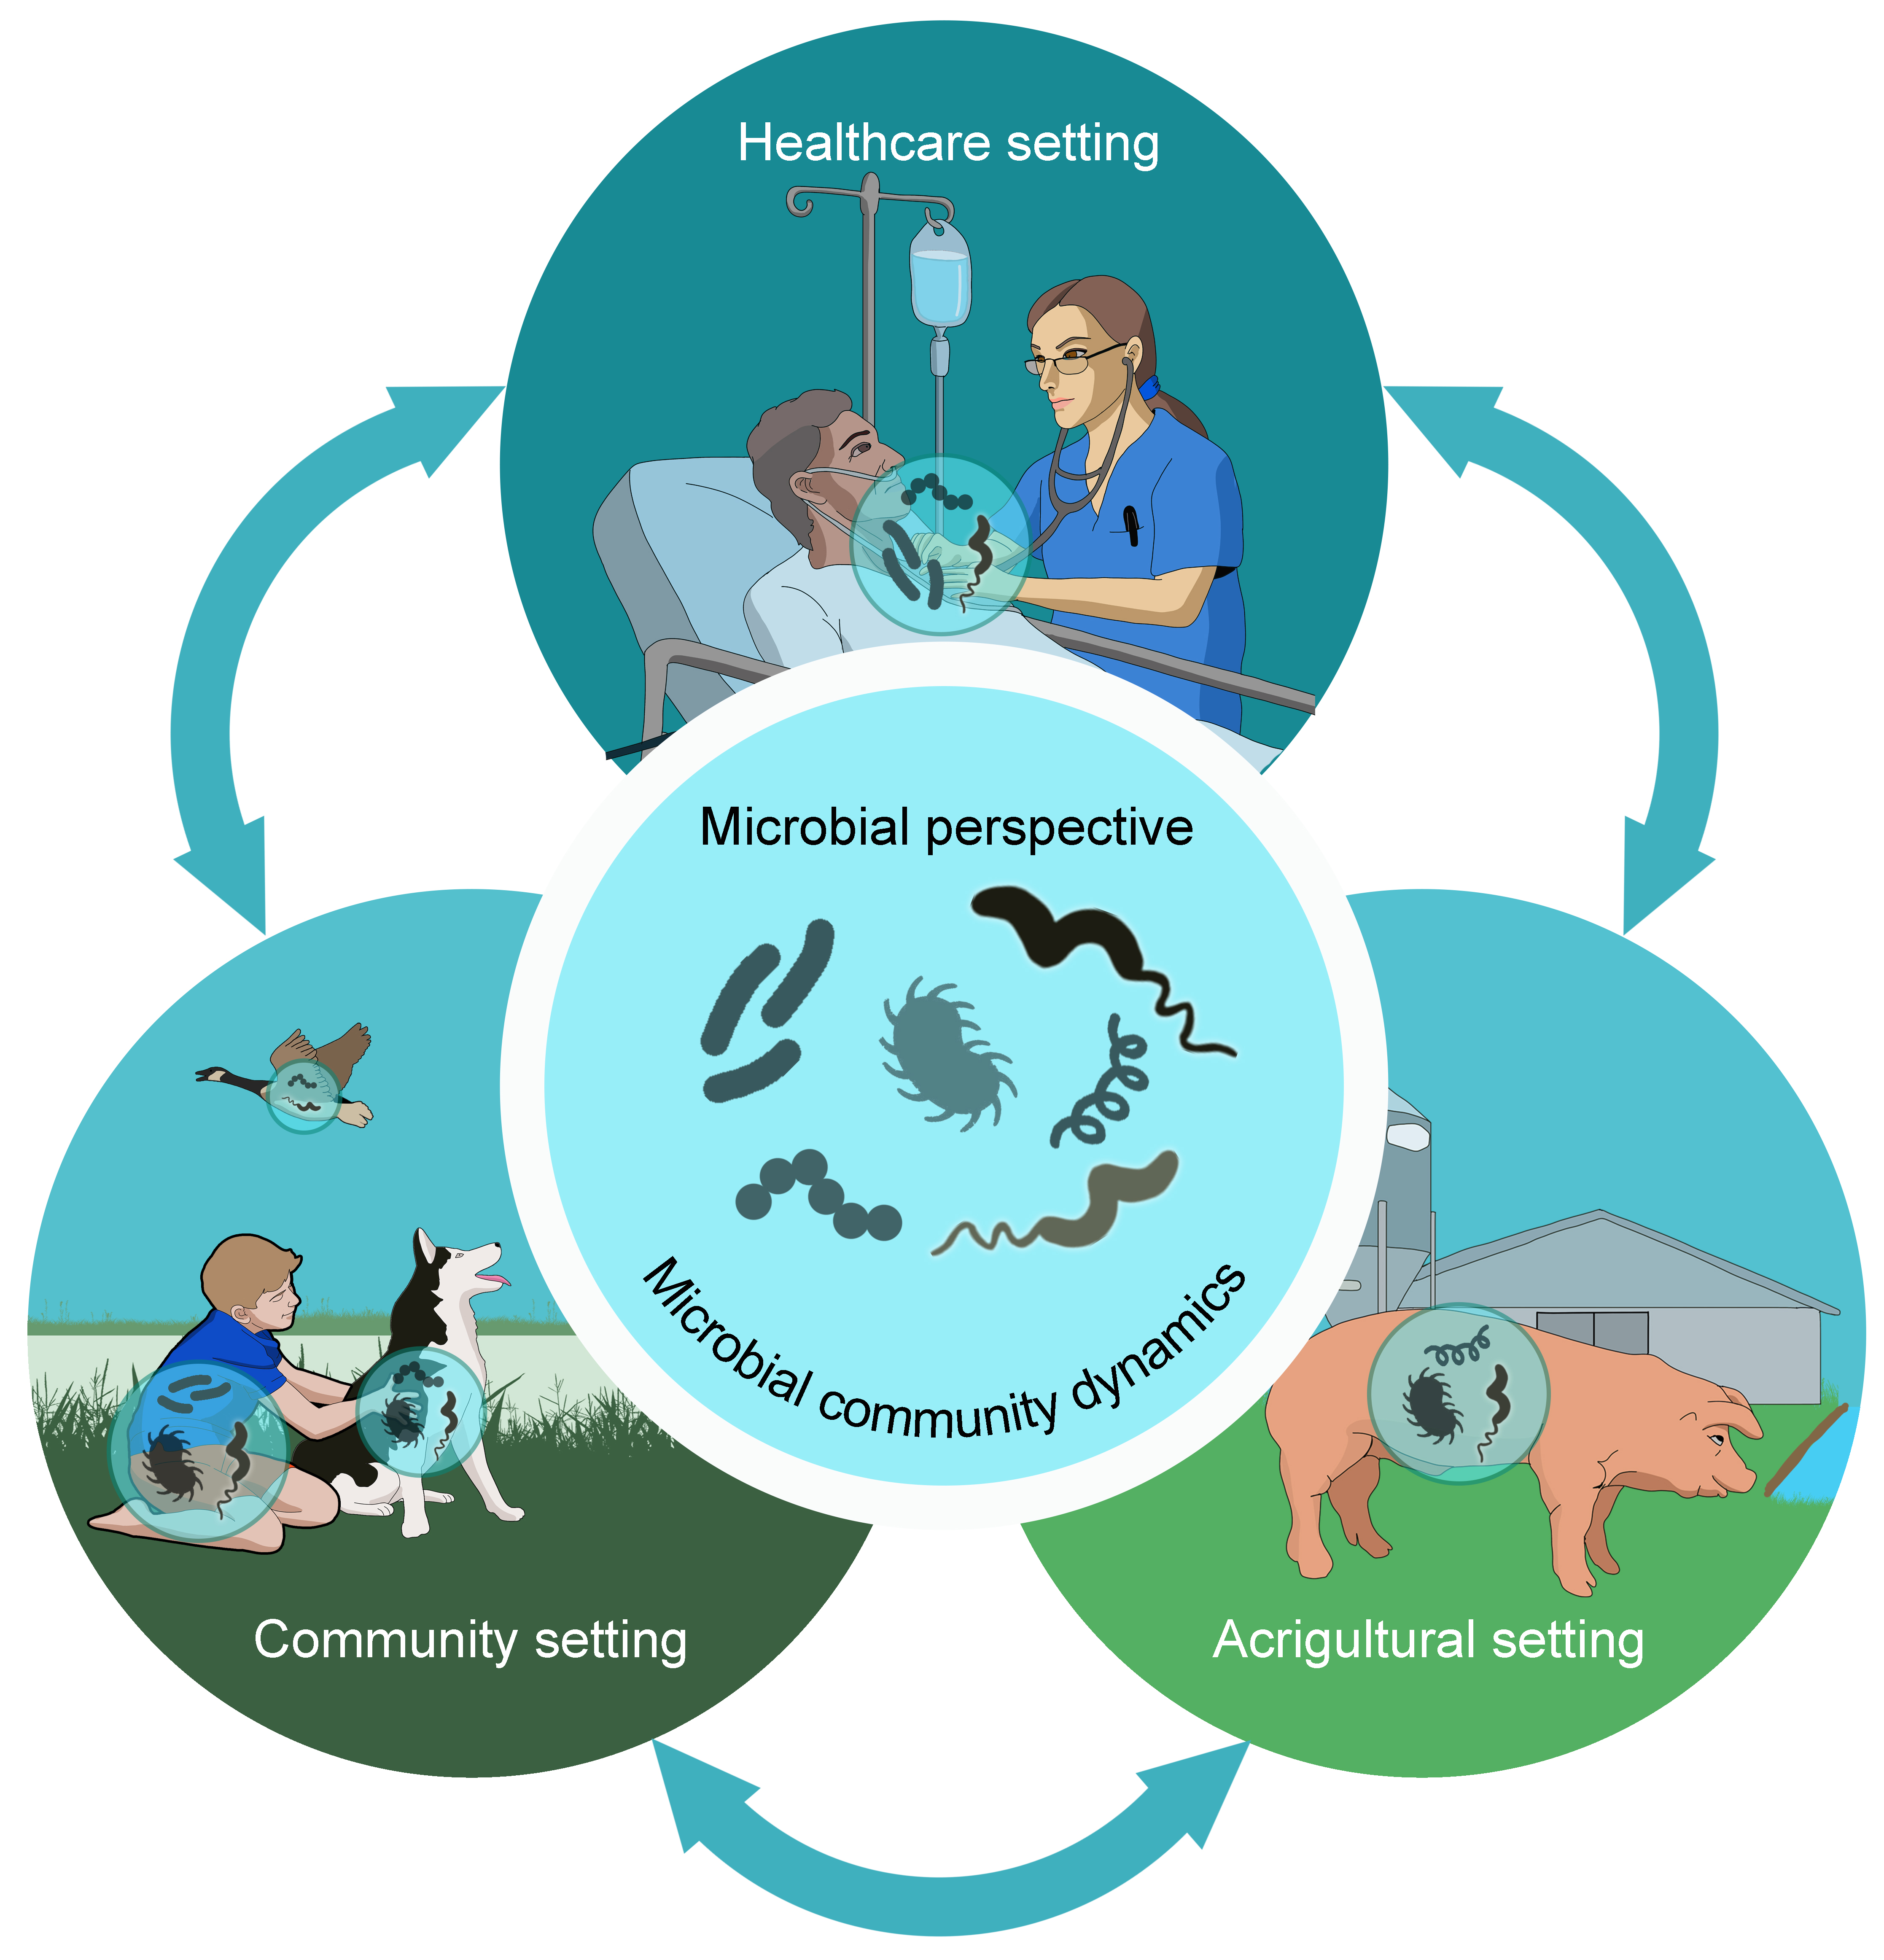 Healthcare setting
Microbial perspective
Microbial community dynamics
Community setting
Acrigultural setting